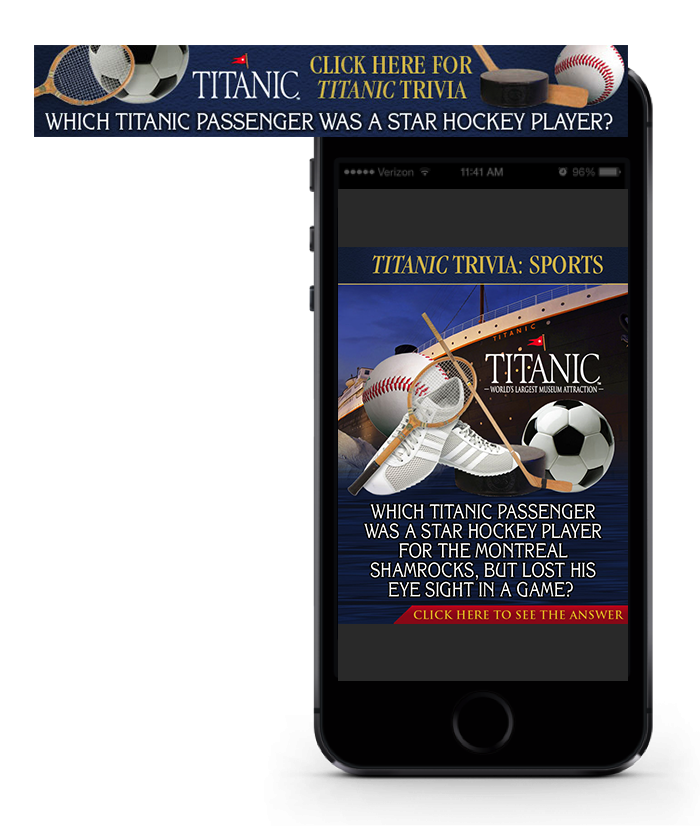 TITANIC
CLICK HERE FOR
TITANIC TRIVIA
WHICH TITANIC PASSENGER WAS A STAR HOCKEY PLAYER?
Verizon
11:41 AM
96%
TITANIC TRIVIA: SPORTS
TITANIC
TITANIC
WORLD'S LARGEST MUSEUM ATTRACTION
WHICH TITANIC PASSENGER
WAS A STAR HOCKEY PLAYER
FOR THE MONTREAL
SHAMROCKS, BUT LOST HIS
EYE SIGHT IN A GAME?
CLICK HERE TO SEE THE ANSWER